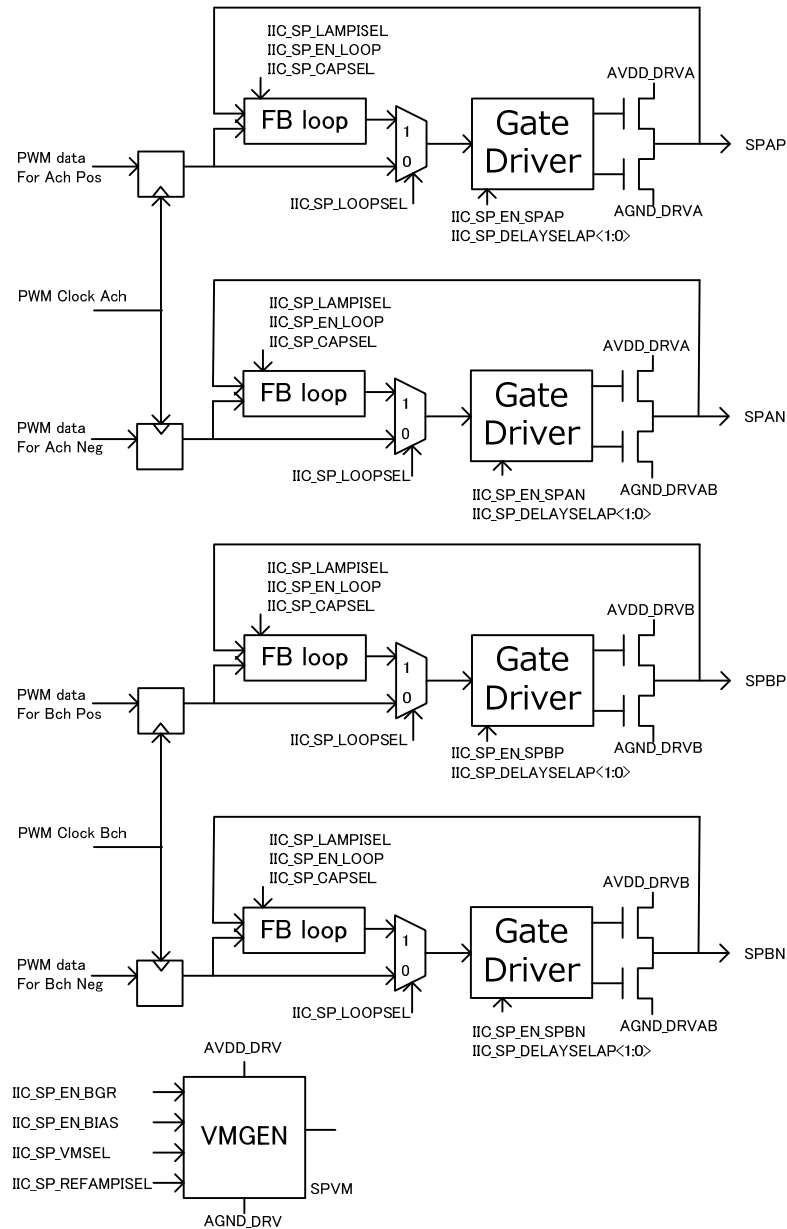 IIC_SP_LAMPISEL
IIC_SP_EN_LOOP
IIC_SP_CAPSEL
AVDD_DRVA
FB loop
1
0
Gate
Driver
SPAP
PWM data
For Ach Pos
IIC_SP_LOOPSEL
AGND_DRVA
IIC_SP_EN_SPAP
IIC_SP_DELAYSELAP<1:0>
PWM Clock Ach
IIC_SP_LAMPISEL
IIC_SP_EN_LOOP
IIC_SP_CAPSEL
AVDD_DRVA
FB loop
1
0
Gate
Driver
SPAN
PWM data
For Ach Neg
IIC_SP_LOOPSEL
AGND_DRVAB
IIC_SP_EN_SPAN
IIC_SP_DELAYSELAP<1:0>
IIC_SP_LAMPISEL
IIC_SP_EN_LOOP
IIC_SP_CAPSEL
AVDD_DRVB
FB loop
1
0
Gate
Driver
SPBP
PWM data
For Bch Pos
IIC_SP_LOOPSEL
AGND_DRVB
IIC_SP_EN_SPBP
IIC_SP_DELAYSELAP<1:0>
PWM Clock Bch
IIC_SP_LAMPISEL
IIC_SP_EN_LOOP
IIC_SP_CAPSEL
AVDD_DRVB
FB loop
1
0
Gate
Driver
SPBN
PWM data
For Bch Neg
IIC_SP_LOOPSEL
AGND_DRVAB
IIC_SP_EN_SPBN
IIC_SP_DELAYSELAP<1:0>
AVDD_DRV
IIC_SP_EN_BGR
IIC_SP_EN_BIAS
IIC_SP_VMSEL
IIC_SP_REFAMPISEL
VMGEN
SPVM
AGND_DRV